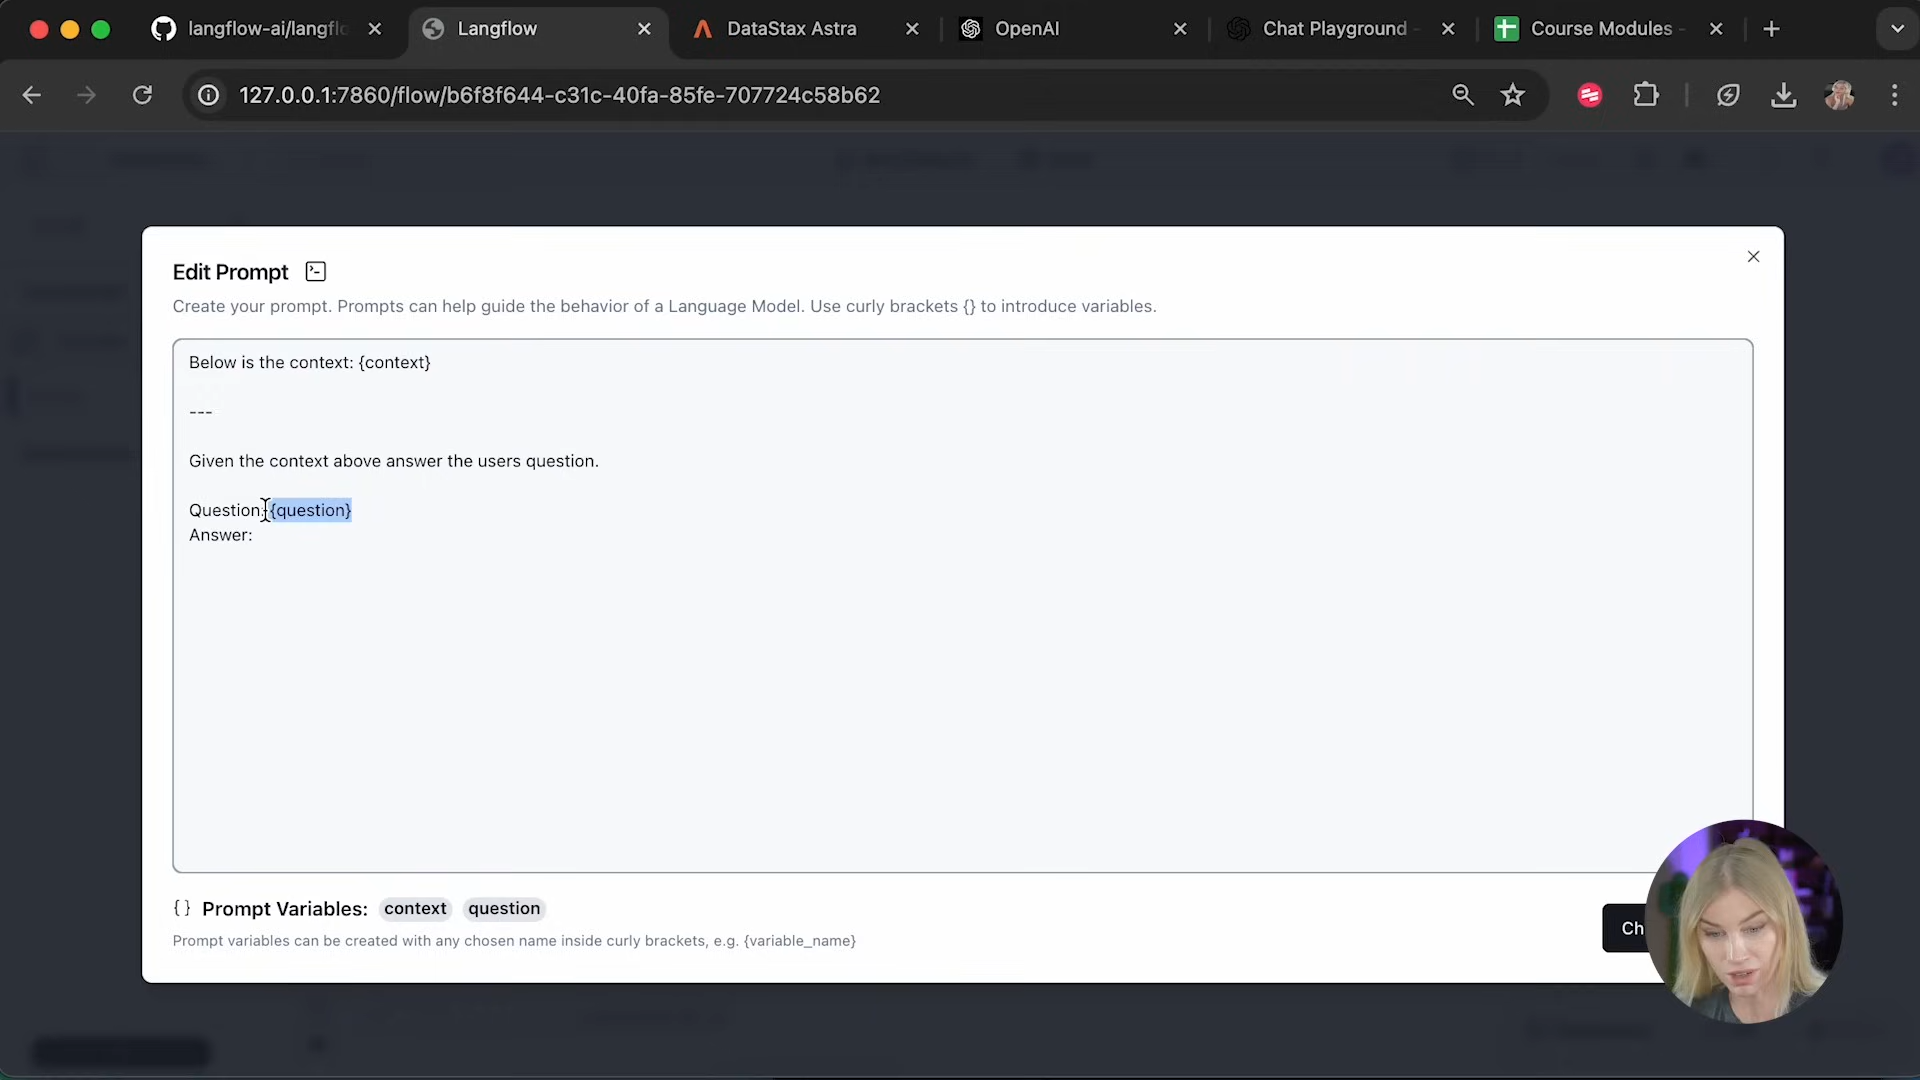 langflow-ai/langflo
Langflow
DataStax Astra
OpenAI
Chat Playground -
Course Modules -
127.0.0.1:7860/flow/b6f8f644-c31c-40fa-85fe-707724c58b62
Edit Prompt
Create your prompt. Prompts can help guide the behavior of a Language Model. Use curly brackets {} to introduce variables.
Below is the context: {context}
---
Given the context above answer the users question.
Question: {question}
Answer:
{} Prompt Variables: context question
Prompt variables can be created with any chosen name inside curly brackets, e.g. {variable_name}
Ch